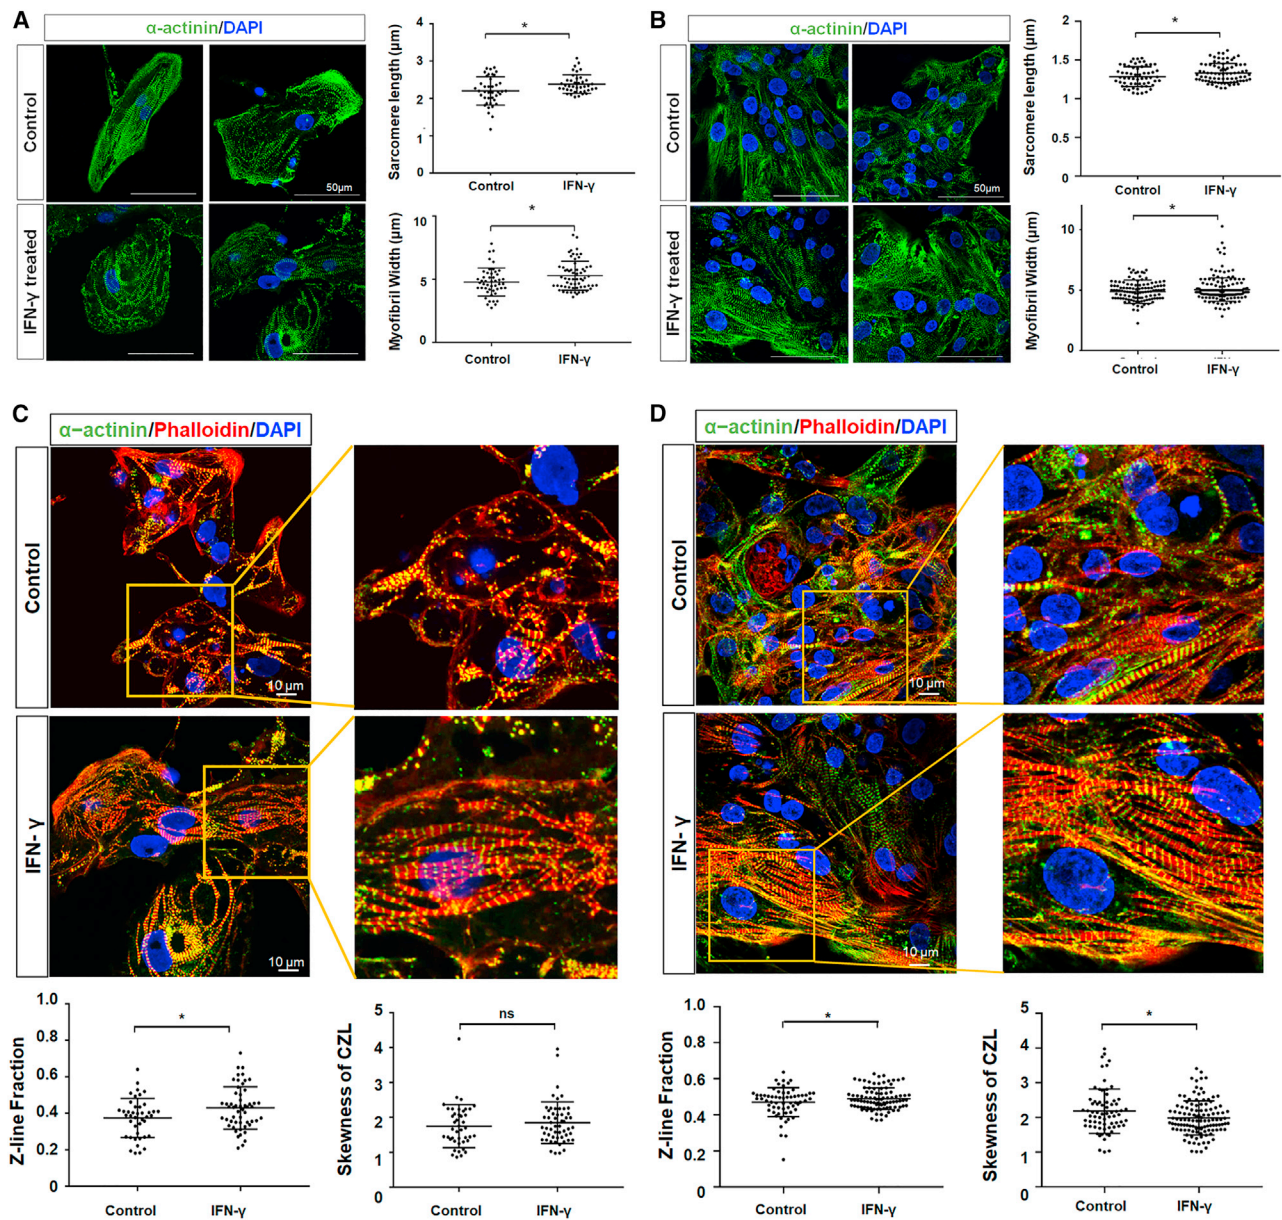 A
α-actinin/DAPI
Control
IFN-γ treated
50μm
Sarcomere length (μm)
4
3
2
1
0
*
Control
IFN-γ
Myofibril Width (μm)
10
5
0
*
Control
IFN-γ
B
α-actinin/DAPI
Control
IFN-γ treated
50μm
Sarcomere length (μm)
2
1.5
1
0.5
0
*
Control
IFN-γ
Myofibril Width (μm)
10
5
0
*
Control
IFN-γ
C
α−actinin/Phalloidin/DAPI
Control
10 μm
IFN- γ
10 μm
Z-line Fraction
1.0
0.8
0.6
0.4
0.2
0
*
Control
IFN-γ
Skewness of CZL
5
4
3
2
1
0
ns
Control
IFN-γ
D
α−actinin/Phalloidin/DAPI
Control
10 μm
IFN- γ
10 μm
Z-line Fraction
1.0
0.8
0.6
0.4
0.2
0
*
Control
IFN-γ
Skewness of CZL
5
4
3
2
1
0
*
Control
IFN-γ